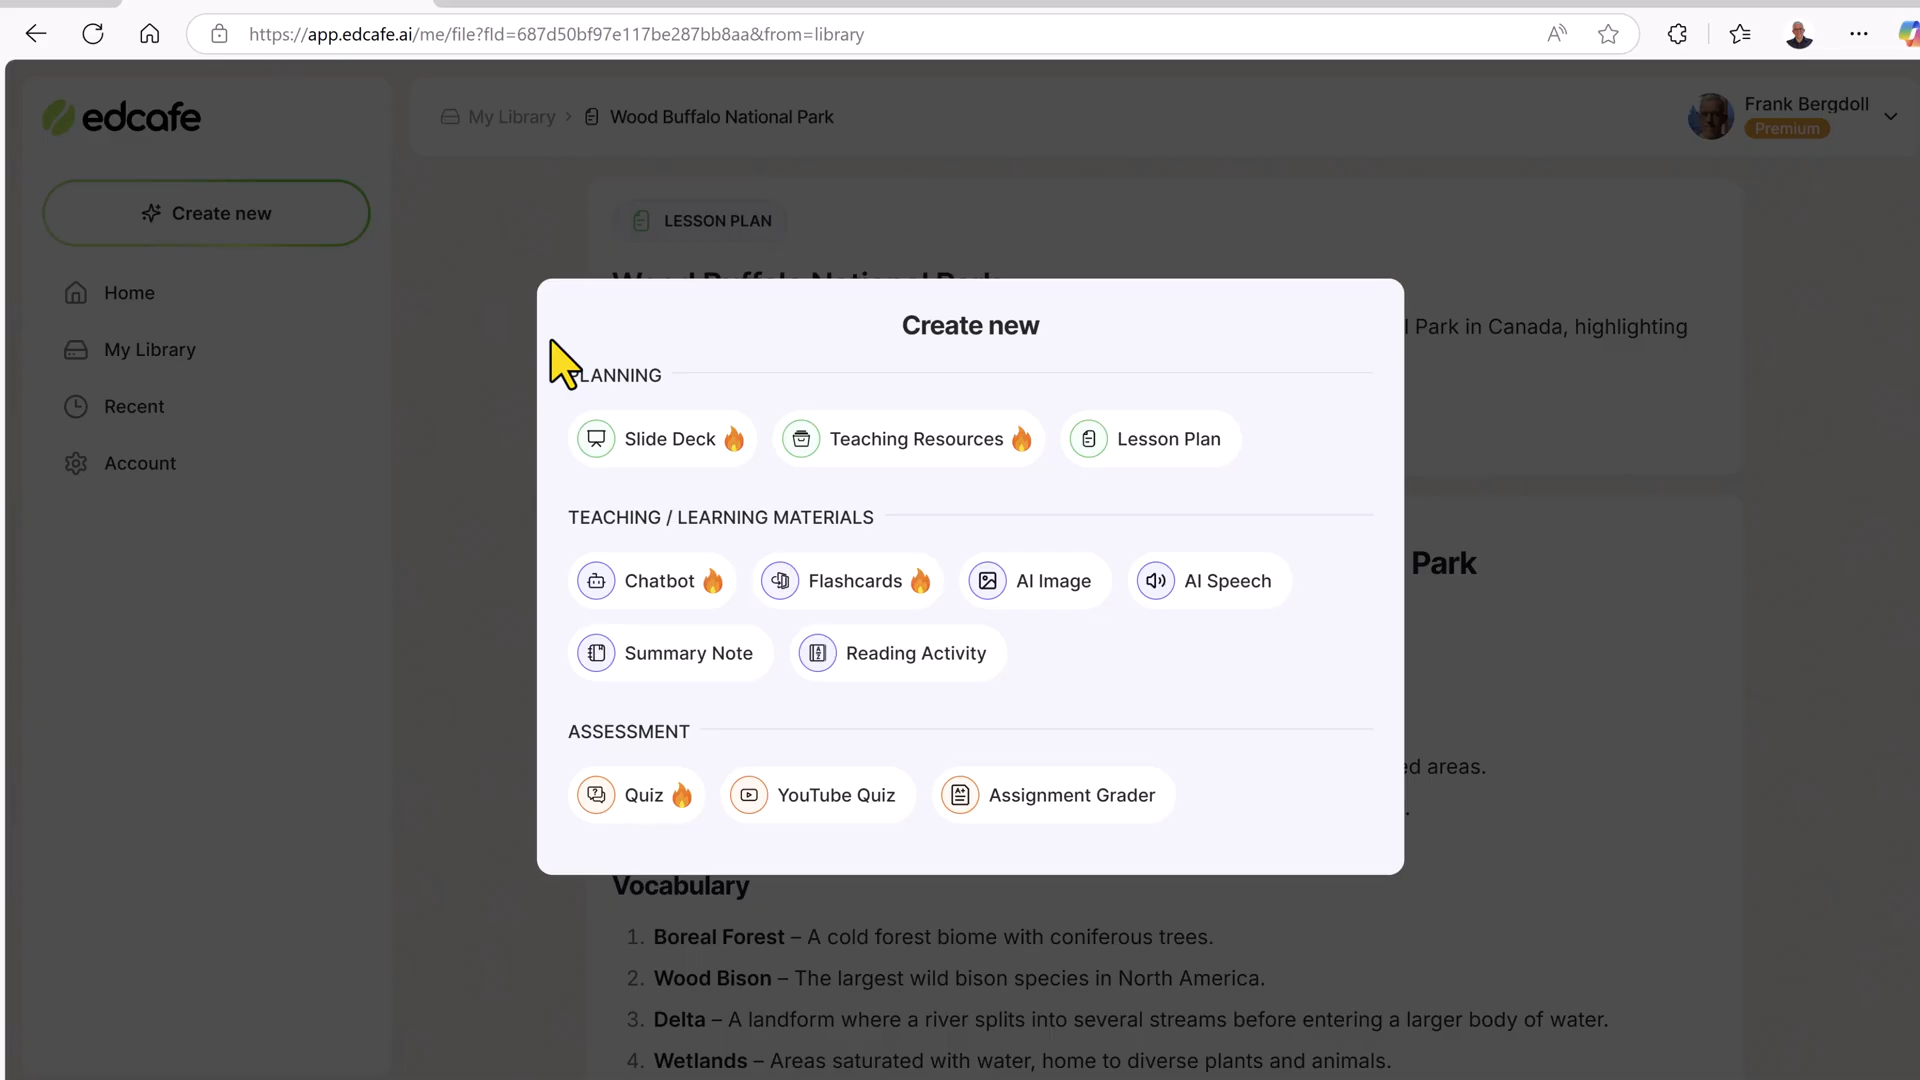 https://app.edcafe.ai/me/file?fId=687d50bf97e117be287bb8aa&from=library
edcafe
My Library > Wood Buffalo National Park
Frank Bergdoll
Premium
Create new
Home
My Library
Recent
Account
LESSON PLAN
Wood Buffalo National Park
l Park in Canada, highlighting
Create new
PLANNING
Slide Deck 🔥 Teaching Resources 🔥 Lesson Plan
TEACHING / LEARNING MATERIALS
Chatbot 🔥 Flashcards 🔥 AI Image AI Speech
Summary Note Reading Activity
ASSESSMENT
Quiz 🔥 YouTube Quiz Assignment Grader
Park
ed areas.
.
Vocabulary
1. Boreal Forest – A cold forest biome with coniferous trees.
2. Wood Bison – The largest wild bison species in North America.
3. Delta – A landform where a river splits into several streams before entering a larger body of water.
4. Wetlands – Areas saturated with water, home to diverse plants and animals.